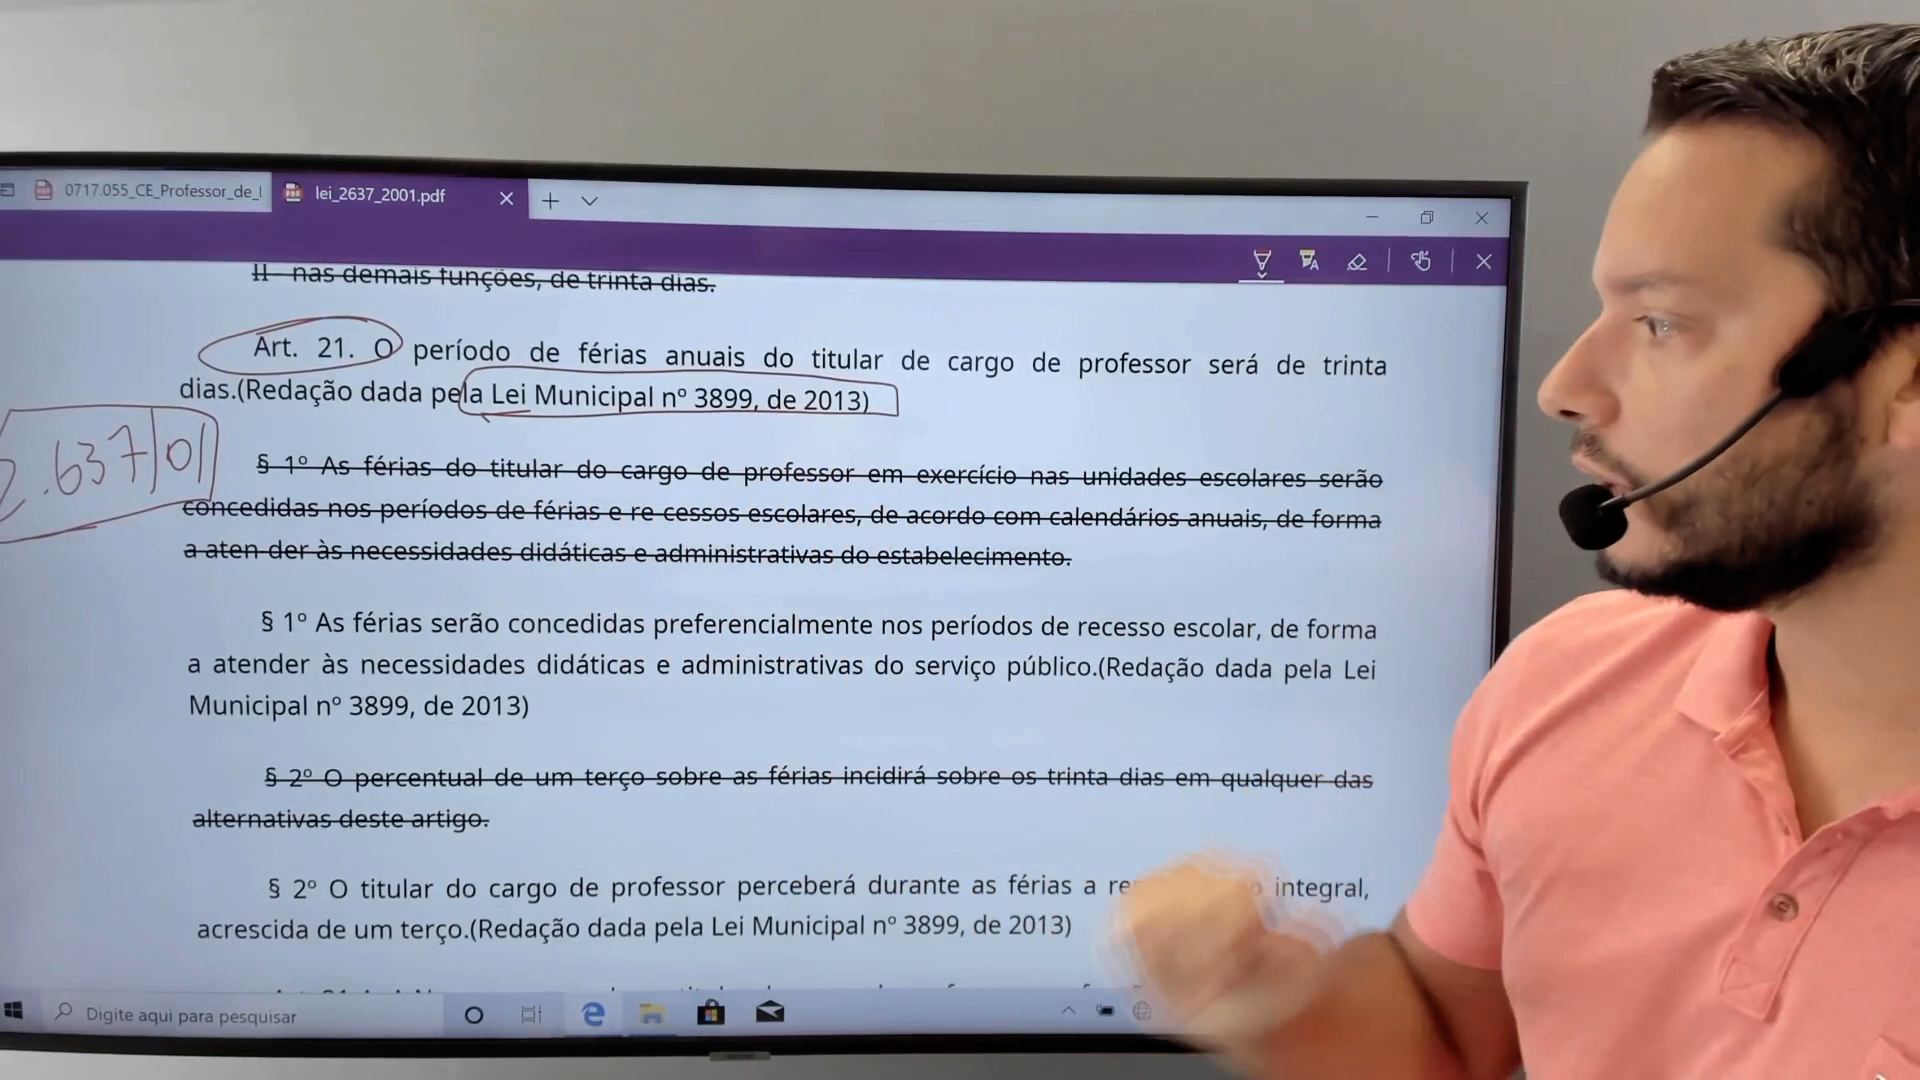 0717.055_CE_Professor_de_
lei_2637_2001.pdf
II - nas demais funções, de trinta dias.
Art. 21. O período de férias anuais do titular de cargo de professor será de trinta
dias.(Redação dada pela Lei Municipal nº 3899, de 2013)
2.637/01
§ 1º As férias do titular do cargo de professor em exercício nas unidades escolares serão
concedidas nos períodos de férias e re cessos escolares, de acordo com calendários anuais, de forma
a aten der às necessidades didáticas e administrativas do estabelecimento.
§ 1º As férias serão concedidas preferencialmente nos períodos de recesso escolar, de forma
a atender às necessidades didáticas e administrativas do serviço público.(Redação dada pela Lei
Municipal nº 3899, de 2013)
§ 2º O percentual de um terço sobre as férias incidirá sobre os trinta dias em qualquer das
alternativas deste artigo.
§ 2º O titular do cargo de professor perceberá durante as férias a integral,
acrescida de um terço.(Redação dada pela Lei Municipal nº 3899, de 2013)
Digite aqui para pesquisar